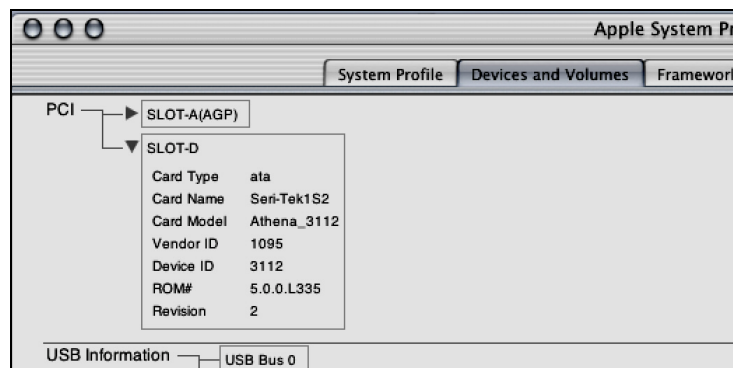 Apple System Pr
System Profile Devices and Volumes Framewor
PCI SLOT-A(AGP)
SLOT-D
Card Type ata
Card Name Seri-Tek1S2
Card Model Athena_3112
Vendor ID 1095
Device ID 3112
ROM# 5.0.0.L335
Revision 2
USB Information USB Bus 0